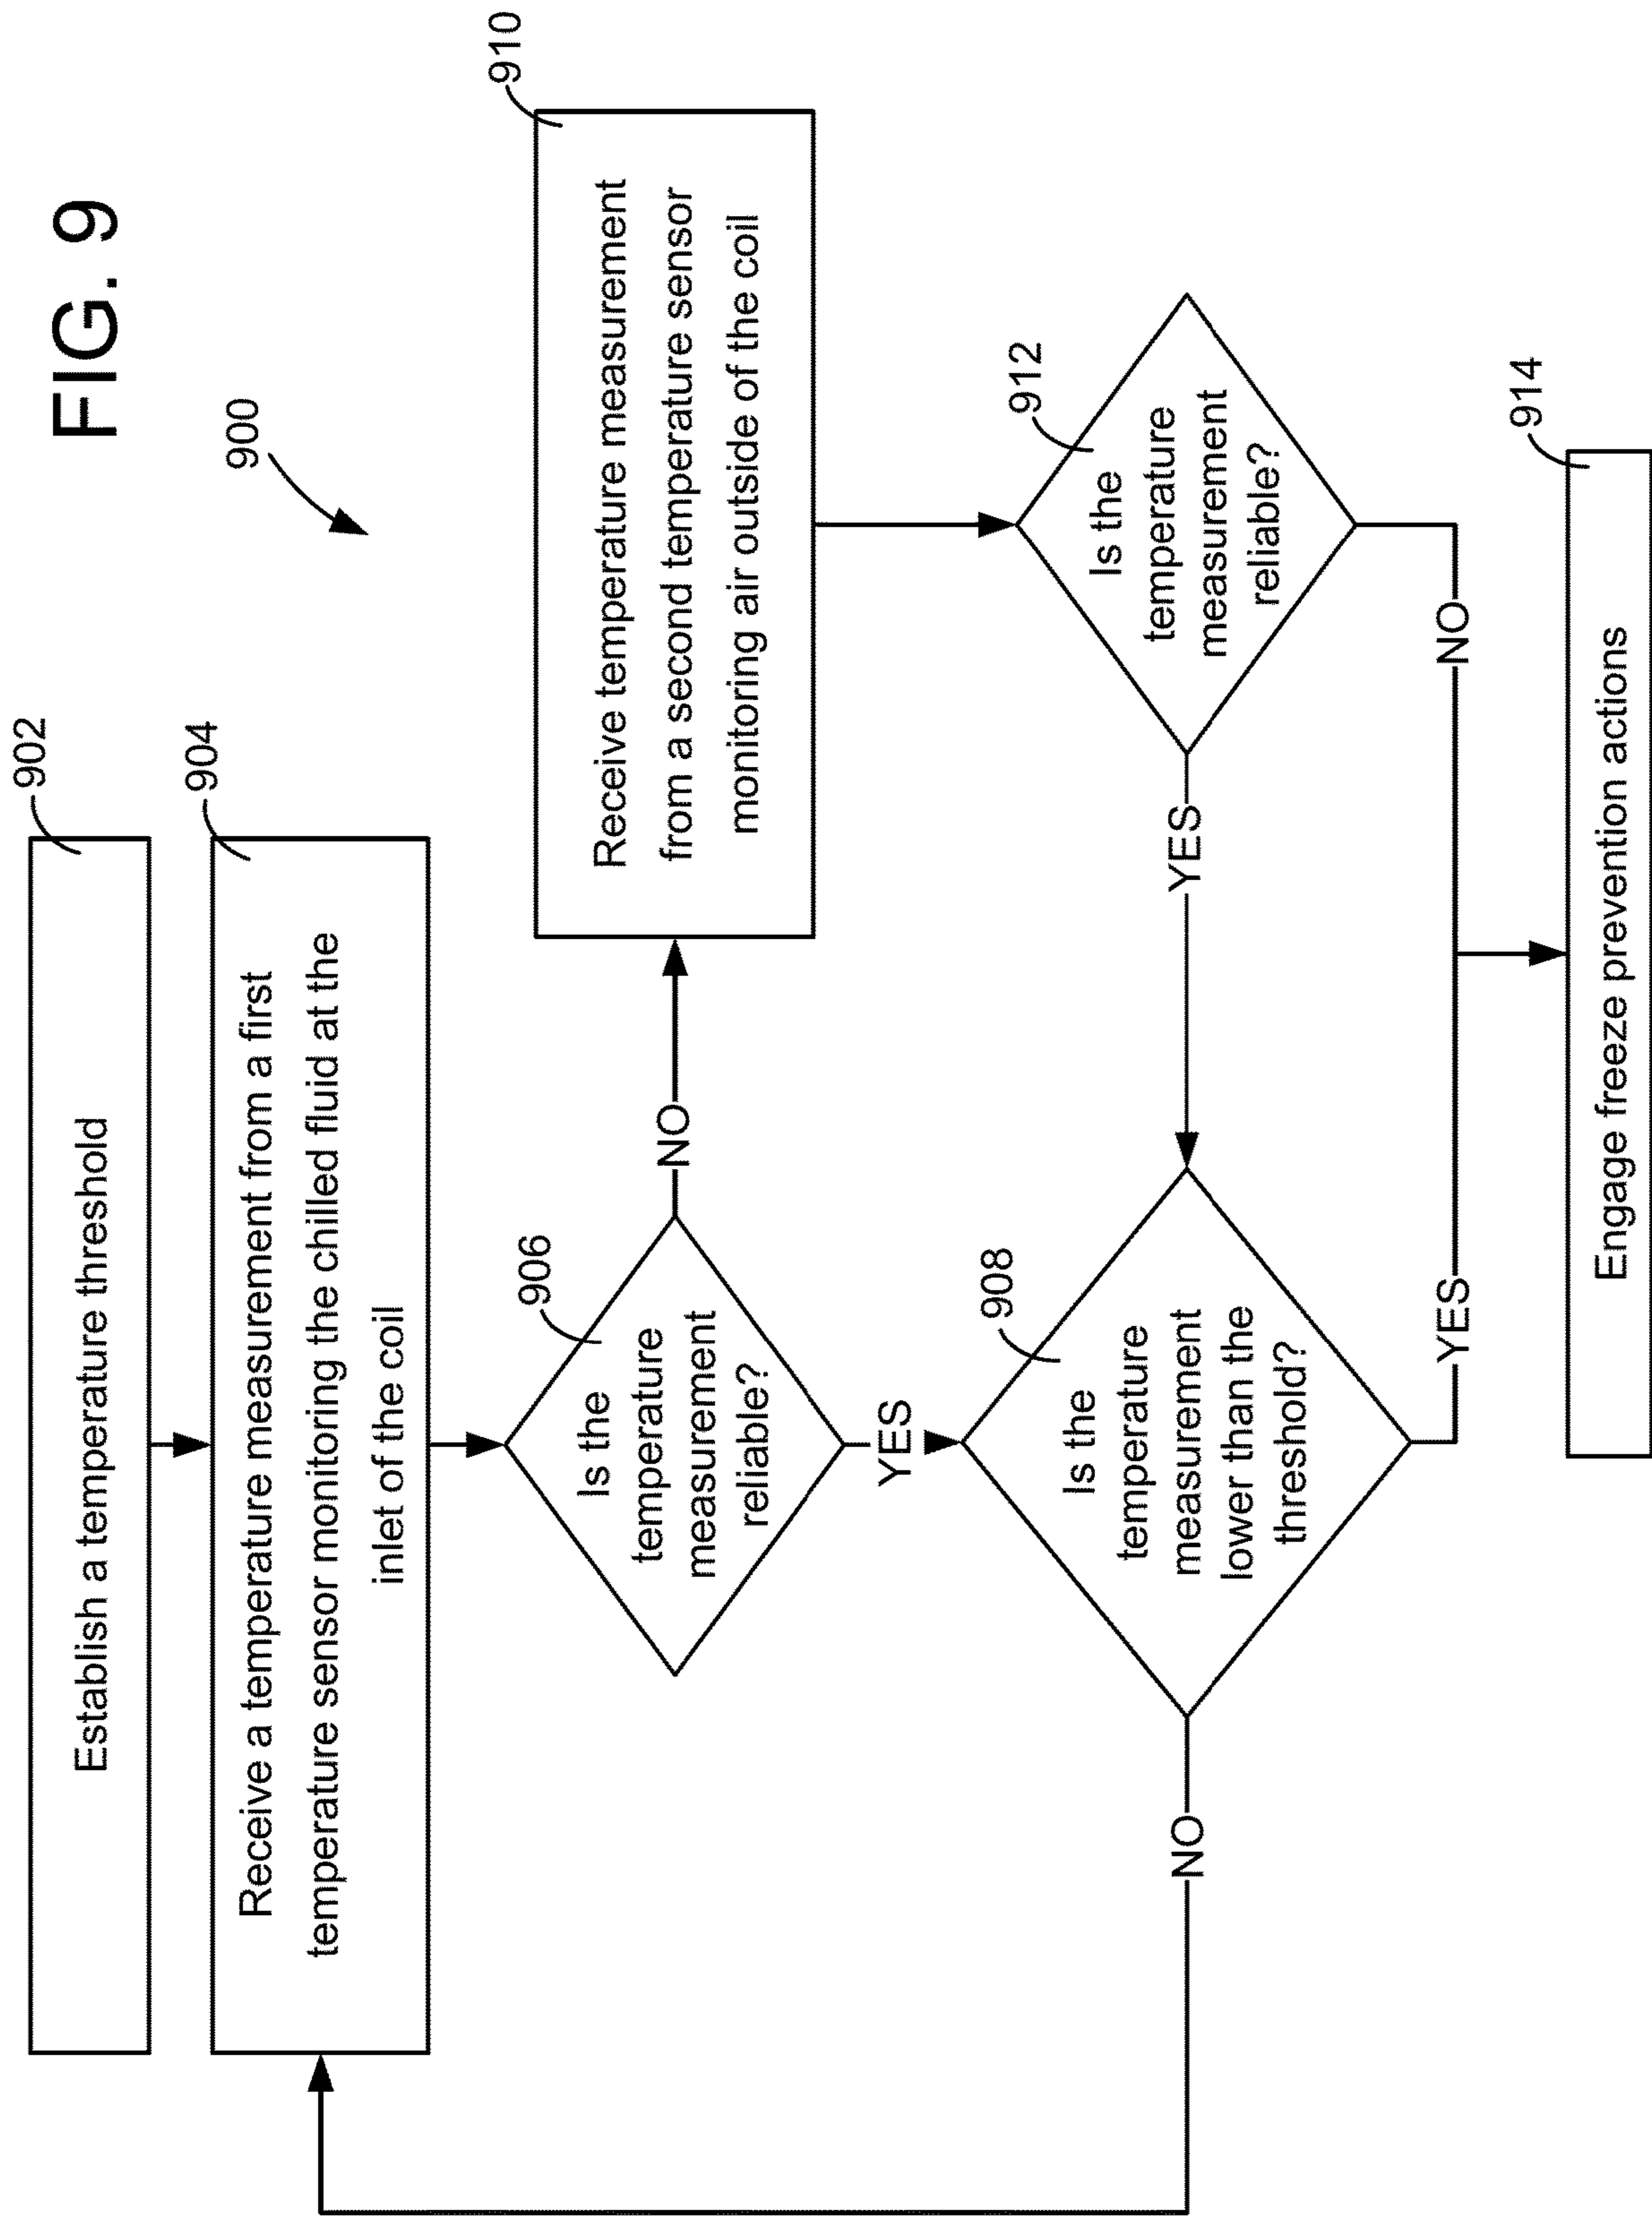 FIG. 9
900
902
Establish a temperature threshold
904
Receive a temperature measurement from a first
temperature sensor monitoring the chilled fluid at the
inlet of the coil
906
Is the
temperature
measurement
reliable?
NO
910
Receive temperature measurement
from a second temperature sensor
monitoring air outside of the coil
YES
908
Is the
temperature
measurement
lower than the
threshold?
NO
YES
912
Is the
temperature
measurement
reliable?
YES
NO
914
Engage freeze prevention actions